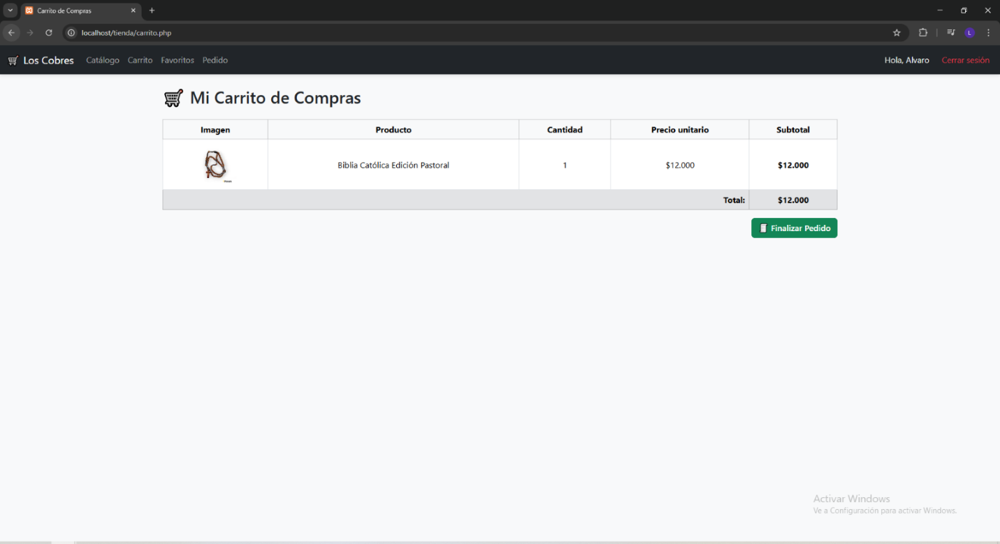 Carrito de Compras
localhost/tienda/carrito.php
L
Los Cobres Catálogo Carrito Favoritos Pedido Hola, Alvaro Cerrar sesión
Mi Carrito de Compras
Imagen Producto Cantidad Precio unitario Subtotal
Biblia Católica Edición Pastoral 1 $12.000 $12.000
Total: $12.000
Finalizar Pedido
Activar Windows
Ve a Configuración para activar Windows.